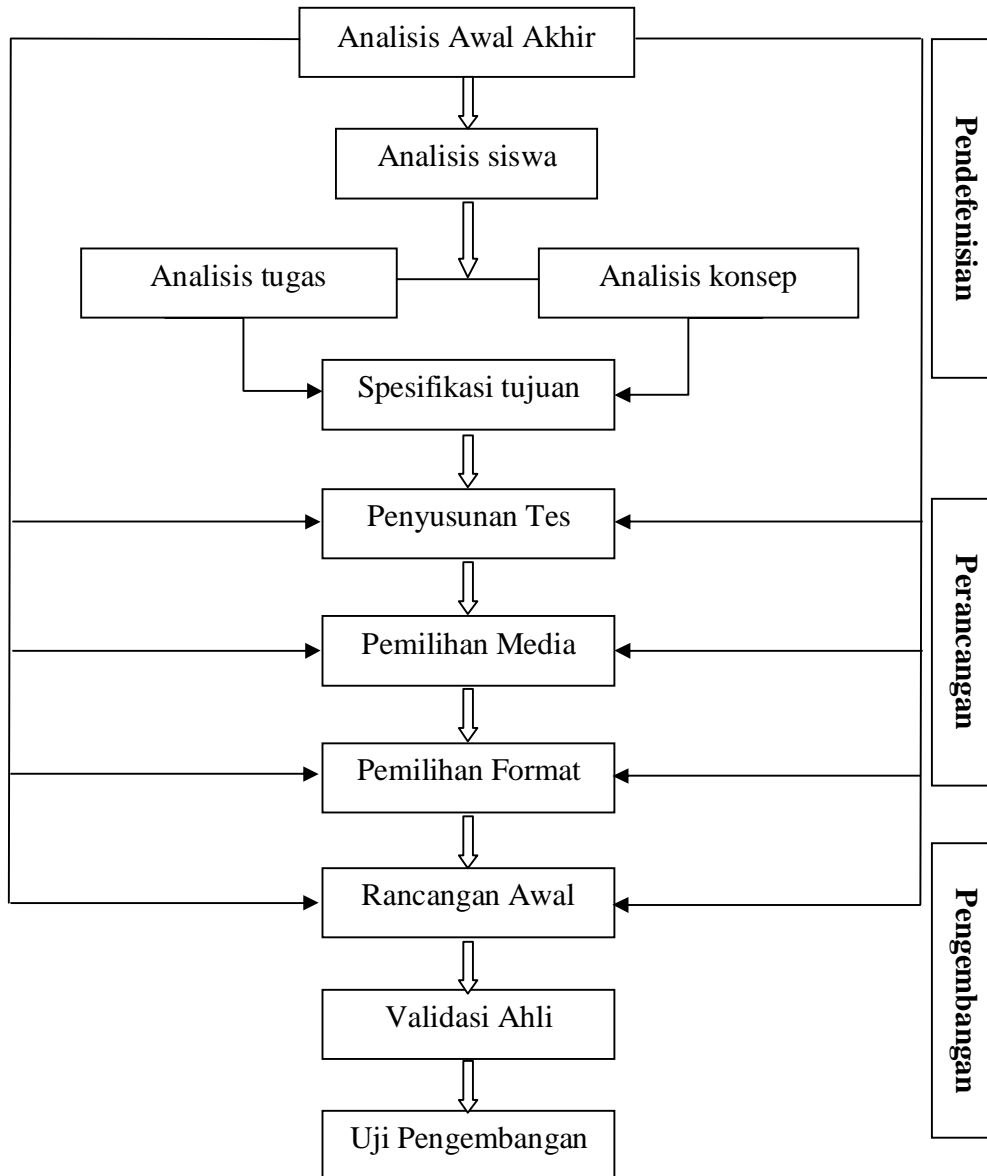 Analisis Awal Akhir
Analisis siswa
Analisis tugas
Analisis konsep
Spesifikasi tujuan
Penyusunan Tes
Pemilihan Media
Pemilihan Format
Rancangan Awal
Validasi Ahli
Uji Pengembangan
Pendefenisian
Perancangan
Pengembangan